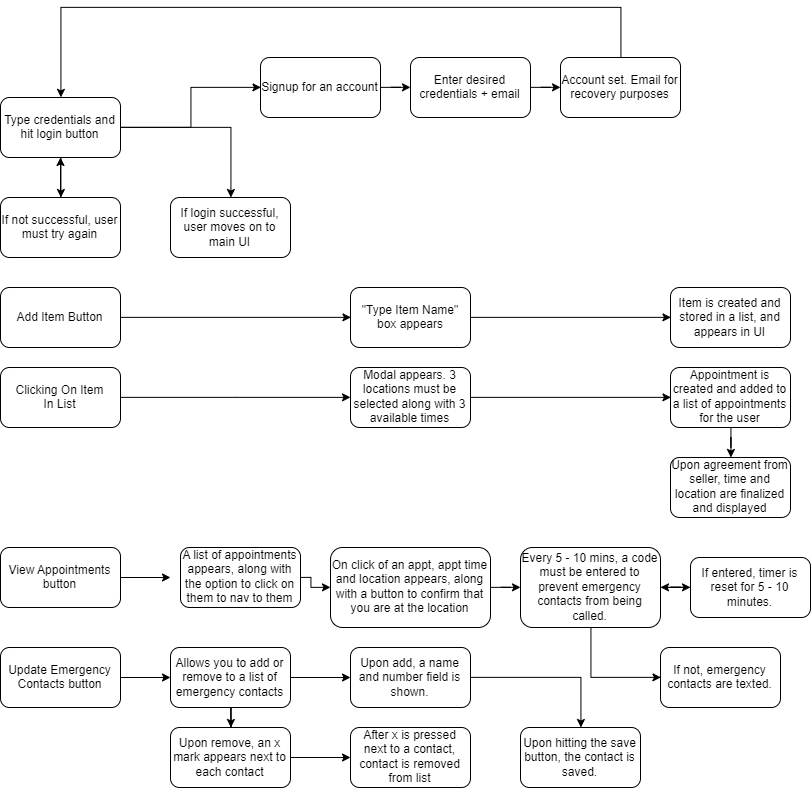 Signup for an account
Enter desired
credentials + email
Account set. Email for
recovery purposes
Type credentials and
hit login button
If not successful, user
must try again
If login successful,
user moves on to
main UI
Add Item Button
"Type Item Name"
box appears
Item is created and
stored in a list, and
appears in UI
Clicking On Item
In List
Modal appears. 3
locations must be
selected along with 3
available times
Appointment is
created and added to
a list of appointments
for the user
Upon agreement from
seller, time and
location are finalized
and displayed
View Appointments
button
A list of appointments
appears, along with
the option to click on
them to nav to them
On click of an appt, appt time
and location appears, along
with a button to confirm that
you are at the location
Every 5 - 10 mins, a code
must be entered to
prevent emergency
contacts from being
called.
If entered, timer is
reset for 5 - 10
minutes.
Update Emergency
Contacts button
Allows you to add or
remove to a list of
emergency contacts
Upon add, a name
and number field is
shown.
If not, emergency
contacts are texted.
Upon remove, an x
mark appears next to
each contact
After x is pressed
next to a contact,
contact is removed
from list
Upon hitting the save
button, the contact is
saved.